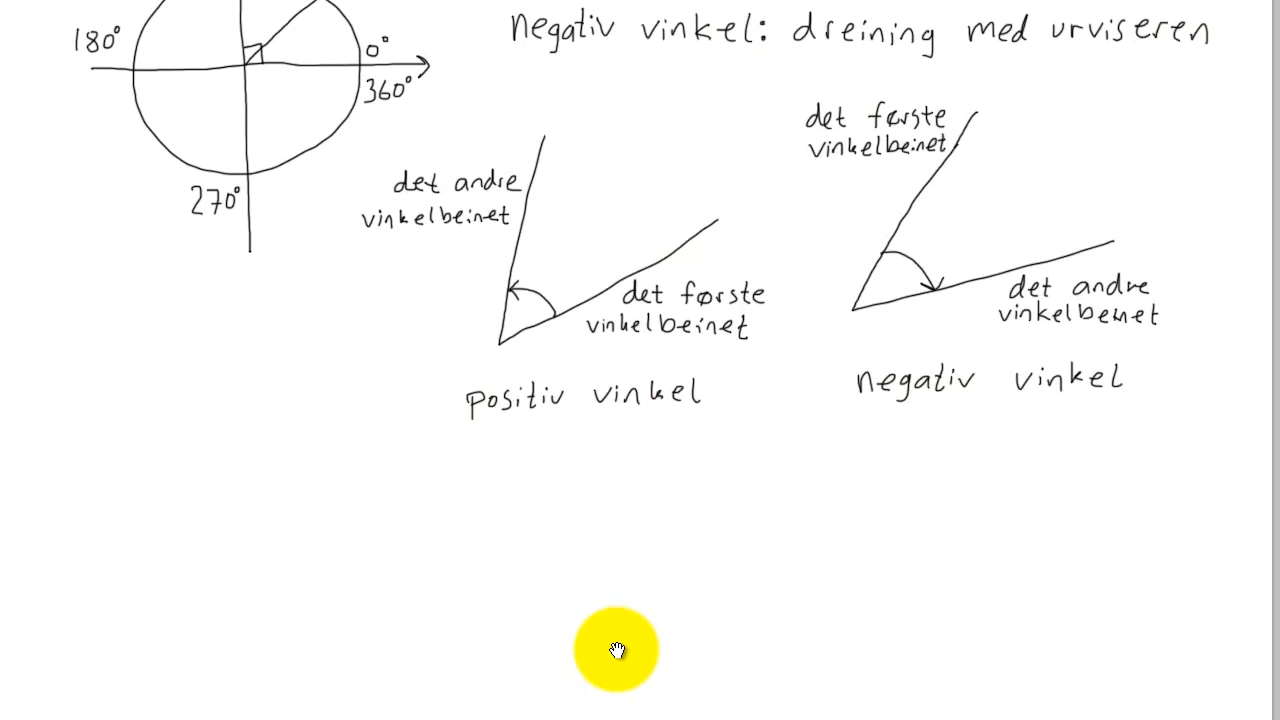 negativ vinkel: dreining med urviseren
180°
0°
360°
270°
det andre
vinkelbeinet
det første
vinkelbeinet
positiv vinkel
det første
vinkelbeinet
det andre
vinkelbeinet
negativ vinkel